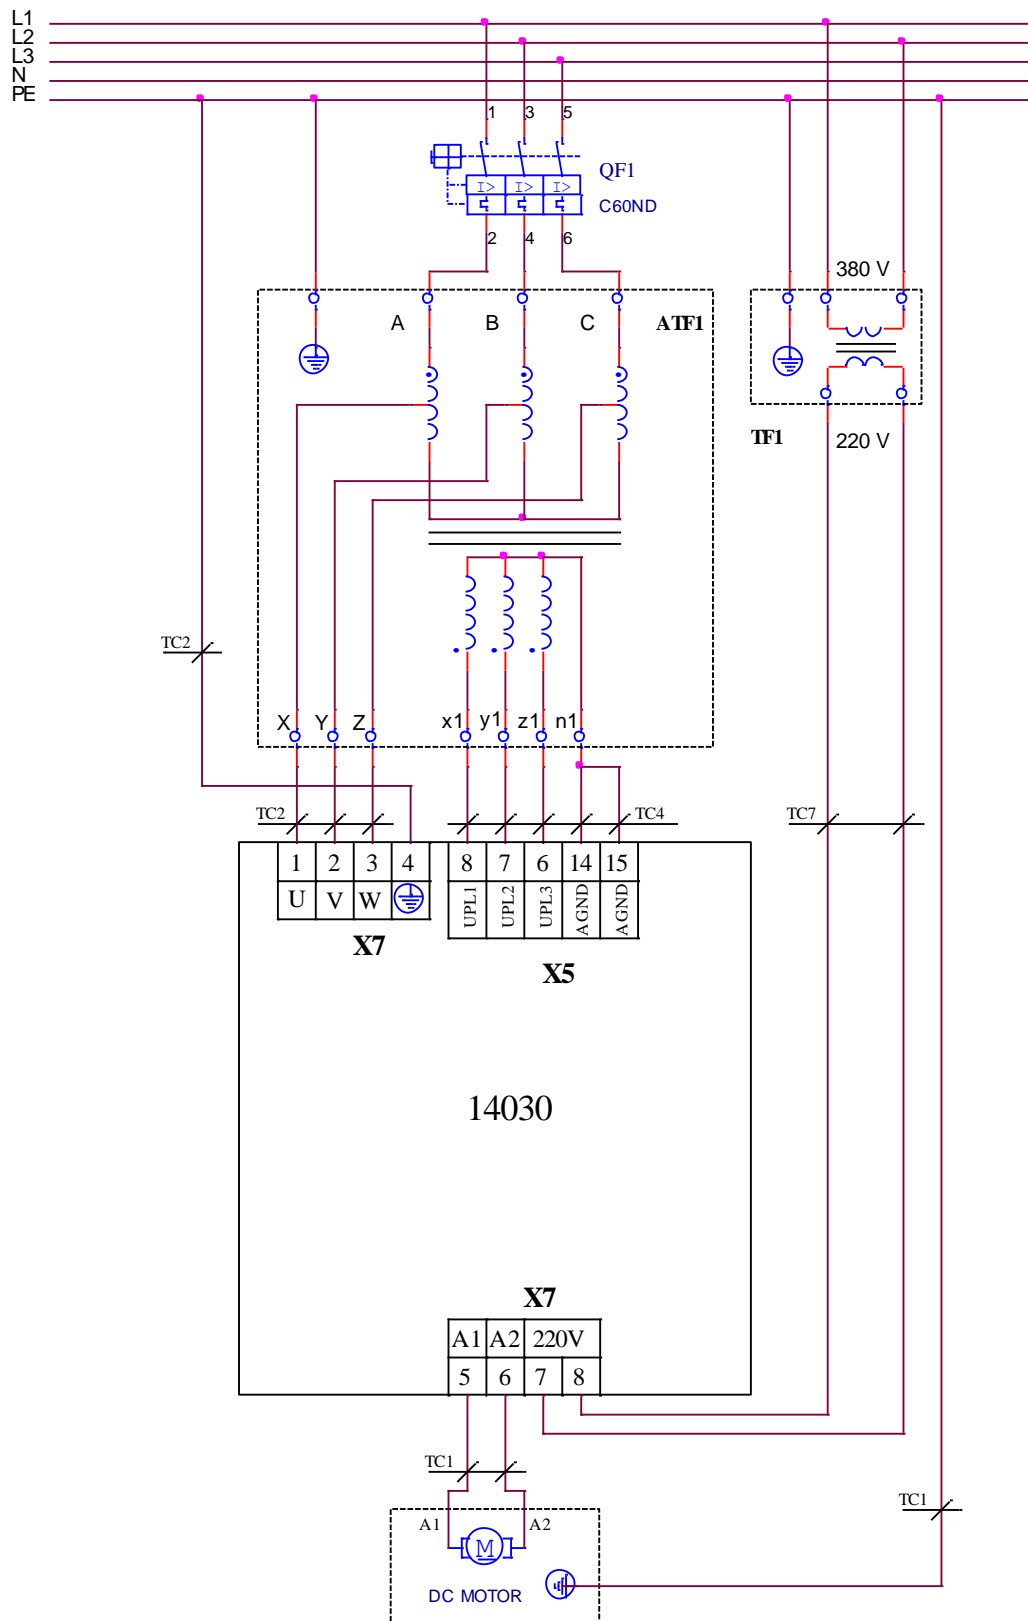 L1
L2
L3
N
PE
1 3 5
QF1
I> I> I>
C60ND
2 4 6
380 V
A B C ATF1
TF1 220 V
TC2
X Y Z x1 y1 z1 n1
TC2 TC4 TC7
1 2 3 4 8 7 6 14 15
U V W UPL1 UPL2 UPL3 AGND AGND
X7
X5
14030
X7
A1 A2 220V
5 6 7 8
TC1
TC1
A1 A2
M
DC MOTOR